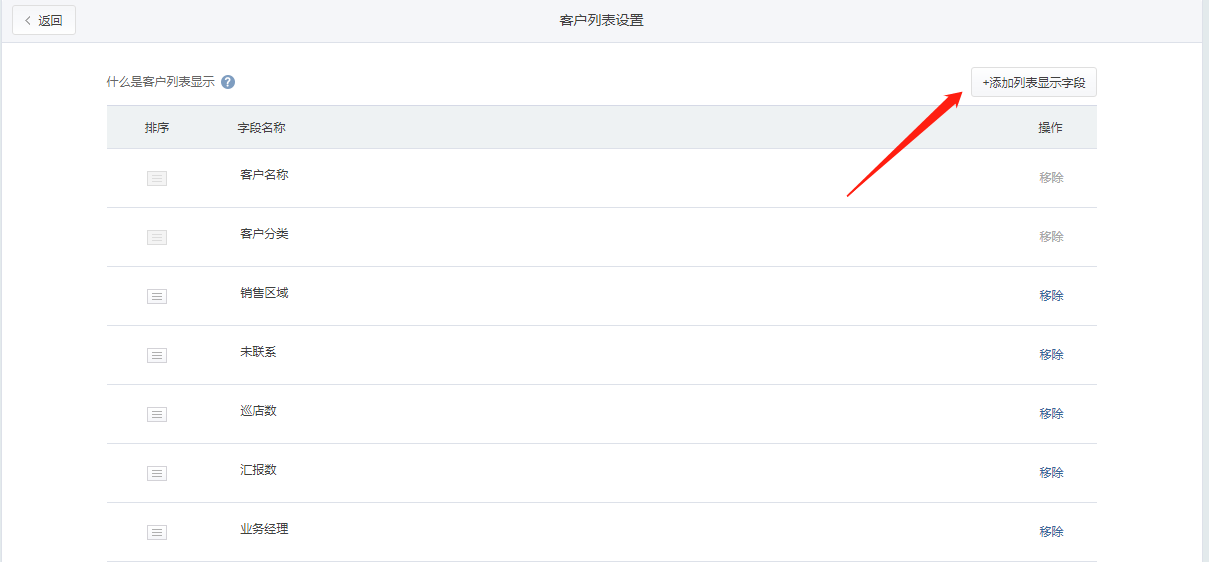 返回
客户列表设置
什么是客户列表显示 ?
+添加列表显示字段
排序 字段名称 操作
客户名称 移除
客户分类 移除
销售区域 移除
未联系 移除
巡店数 移除
汇报数 移除
业务经理 移除